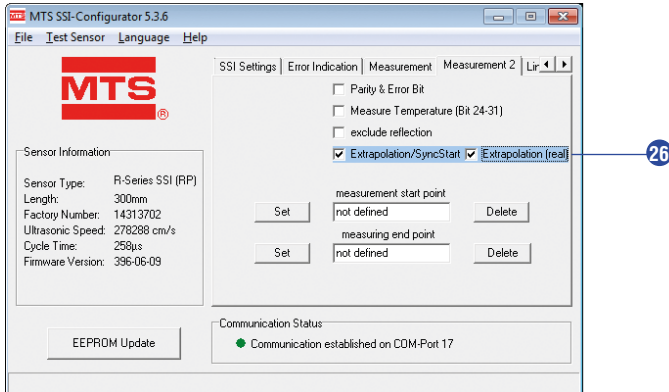 MTS SSI-Configurator 5.3.6
File Test Sensor Language Help
MTS
®
SSI Settings Error Indication Measurement Measurement 2 Lir
Parity & Error Bit
Measure Temperature (Bit 24-31)
exclude reflection
Extrapolation/SyncStart Extrapolation (real)
26
Sensor Information
Sensor Type: R-Series SSI (RP)
Length: 300mm
Factory Number: 14313702
Ultrasonic Speed: 278288 cm/s
Cycle Time: 258µs
Firmware Version: 396-06-09
measurement start point
Set not defined Delete
measuring end point
Set not defined Delete
EEPROM Update
Communication Status
Communication established on COM-Port 17